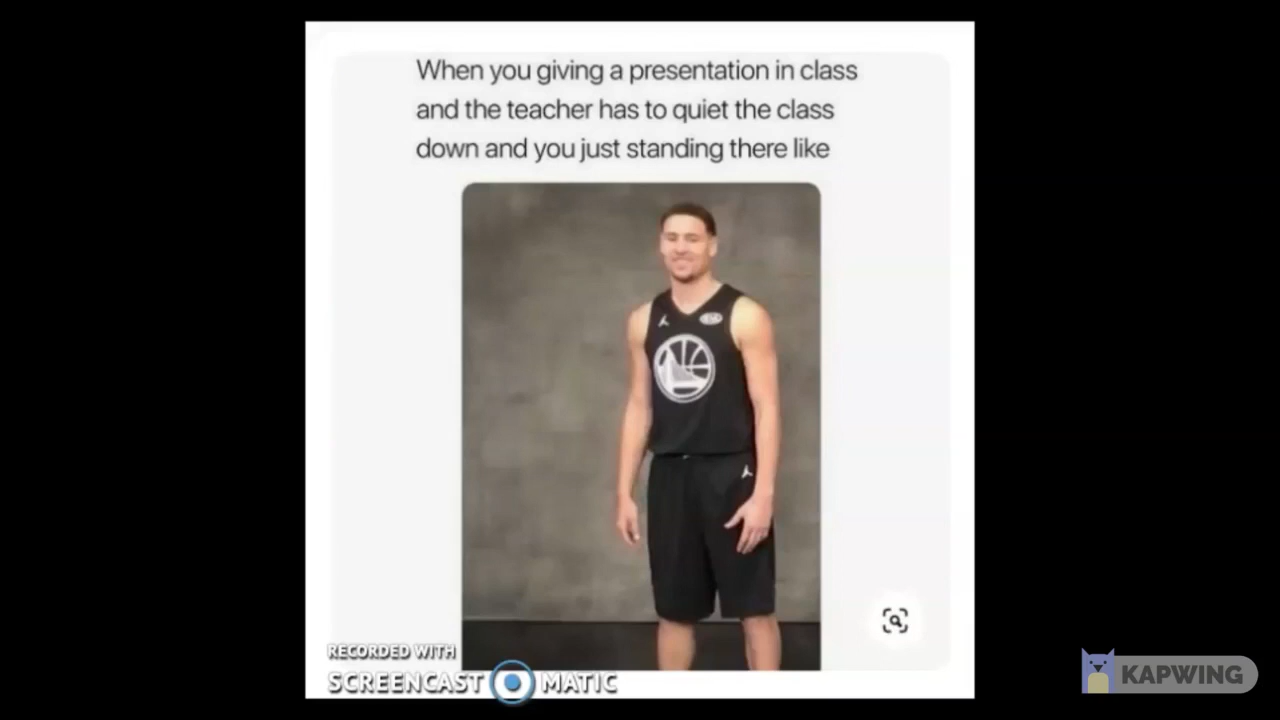 When you giving a presentation in class
and the teacher has to quiet the class
down and you just standing there like
RECORDED WITH
SCREENCAST MATIC
KAPWING